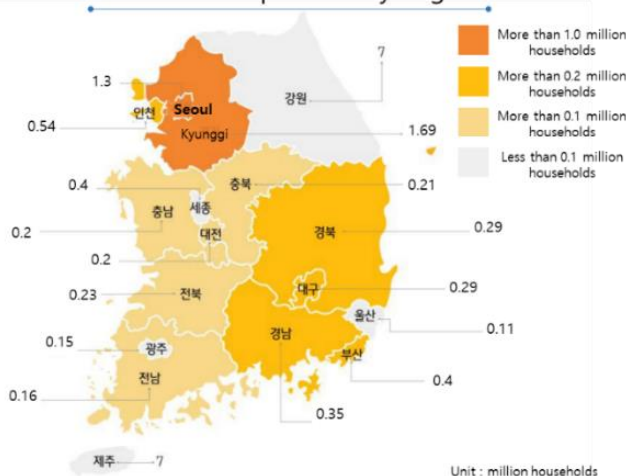 More than 1.0 million
households
More than 0.2 million
households
More than 0.1 million
households
Less than 0.1 million
households
7
강원
1.3
인천
Seoul
Kyunggi
0.54
1.69
0.4
충북
0.21
세종
충남
대전
경북
0.2
0.29
0.2
대구
0.29
전북
0.23
울산
0.11
경남
0.15
광주
부산
0.4
전남
0.16
0.35
제주
7
Unit : million households